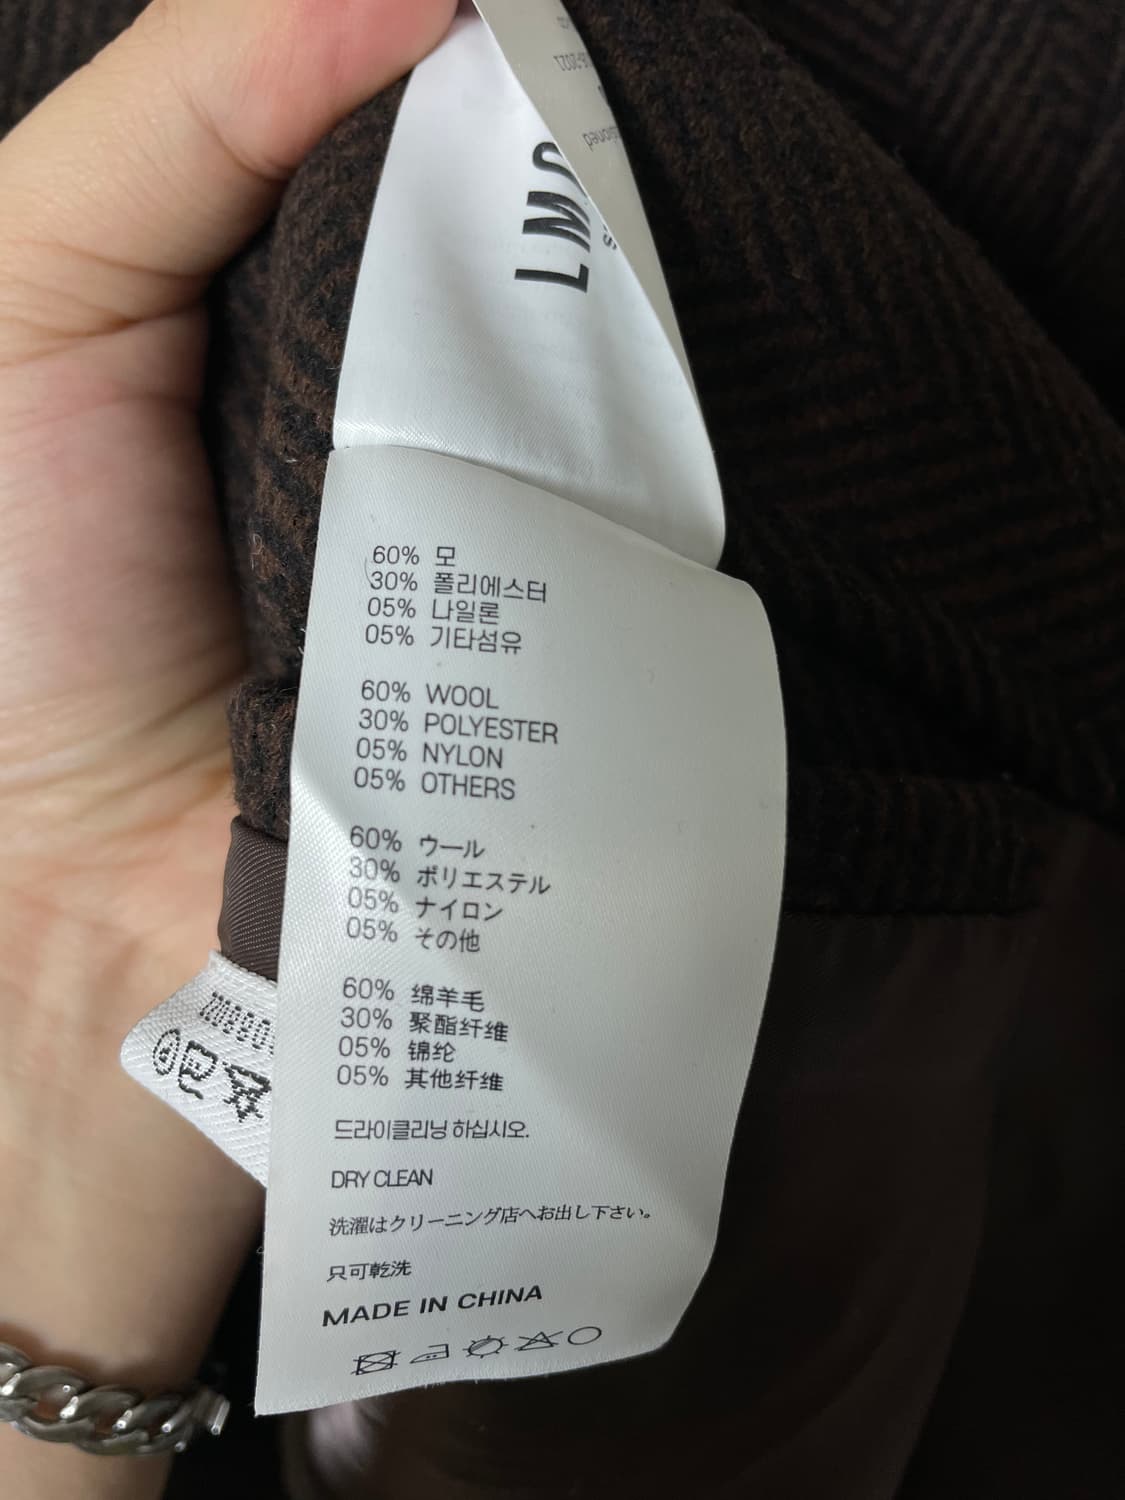 LMC
60% 모
30% 폴리에스터
05% 나일론
05% 기타섬유
60% WOOL
30% POLYESTER
05% NYLON
05% OTHERS
60% ウール
30% ポリエステル
05% ナイロン
05% その他
60% 绵羊毛
30% 聚酯纤维
05% 锦纶
05% 其他纤维
드라이클리닝 하십시오.
DRY CLEAN
洗濯はクリーニング店へお出し下さい。
只可乾洗
MADE IN CHINA